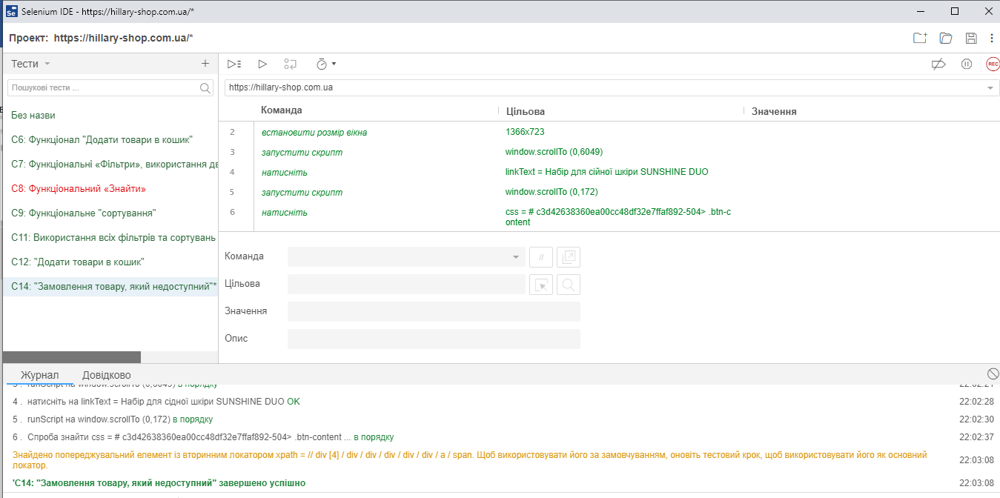 Selenium IDE - https://hillary-shop.com.ua/*
Проект: https://hillary-shop.com.ua/*
Тести
Пошукові тести ...
https://hillary-shop.com.ua
Без назви
C6: Функціонал "Додати товари в кошик"
C7: Функціональні «Фільтри», використання дв
C8: Функціональний «Знайти»
C9: Функціональне "сортування"
C11: Використання всіх фільтрів та сортувань
C12: "Додати товари в кошик"
C14: "Замовлення товару, який недоступний"*
REC
Команда Цільова Значення
2 встановити розмір вікна 1366x723
3 запустити скрипт window.scrollTo (0,6049)
4 натисніть linkText = Набір для сійної шкіри SUNSHINE DUO
5 запустити скрипт window.scrollTo (0,172)
6 натисніть css = # c3d42638360ea00cc48df32e7ffaf892-504> .btn-c
ontent
Команда
//
Цільова
Значення
Опис
Журнал Довідково
3 . runScript на window.scrollTo (0,6049) в порядку 22:02:21
4 . натисніть на linkText = Набір для сідної шкіри SUNSHINE DUO OK 22:02:28
5 . runScript на window.scrollTo (0,172) в порядку 22:02:30
6 . Спроба знайти css = # c3d42638360ea00cc48df32e7ffaf892-504> .btn-content ... в порядку 22:02:37
Знайдено попереджувальний елемент із вторинним локатором xpath = // div [4] / div / div / div / div / div / a / span. Щоб використовувати його за замовчуванням, оновіть тестовий крок, щоб використовувати його як основний
локатор. 22:03:08
'C14: "Замовлення товару, який недоступний" завершено успішно 22:03:08